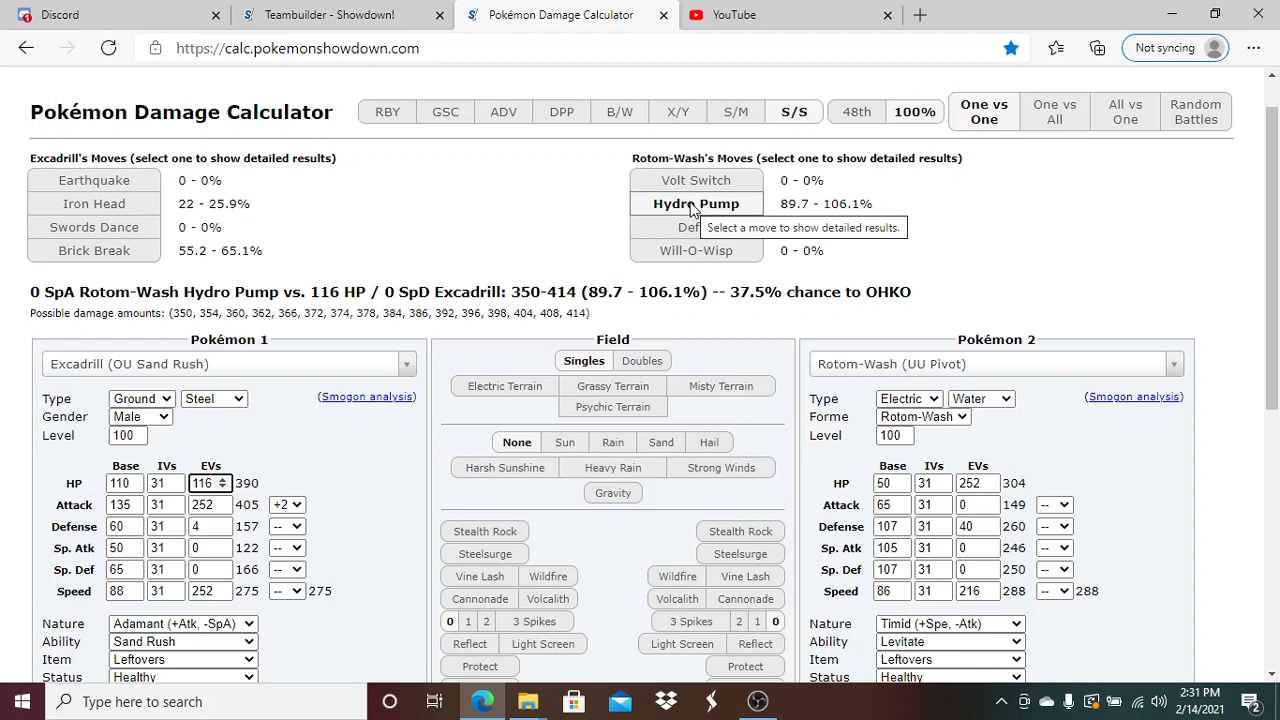 Discord
Teambuilder - Showdown!
Pokémon Damage Calculator
YouTube
https://calc.pokemonshowdown.com
Not syncing
Pokémon Damage Calculator
RBY GSC ADV DPP B/W X/Y S/M S/S 48th 100%
One vs One
One vs All
All vs One
Random Battles
Excadrill's Moves (select one to show detailed results)
Earthquake 0 - 0%
Iron Head 22 - 25.9%
Swords Dance 0 - 0%
Brick Break 55.2 - 65.1%
Rotom-Wash's Moves (select one to show detailed results)
Volt Switch 0 - 0%
Hydro Pump 89.7 - 106.1%
Def
Select a move to show detailed results.
Will-O-Wisp 0 - 0%
0 SpA Rotom-Wash Hydro Pump vs. 116 HP / 0 SpD Excadrill: 350-414 (89.7 - 106.1%) -- 37.5% chance to OHKO
Possible damage amounts: (350, 354, 360, 362, 366, 372, 374, 378, 384, 386, 392, 396, 398, 404, 408, 414)
Pokémon 1
Excadrill (OU Sand Rush)
Type Ground Steel (Smogon analysis)
Gender Male
Level 100
Base IVs EVs
HP 110 31 116 390
Attack 135 31 252 405 +2
Defense 60 31 4 157 --
Sp. Atk 50 31 0 122 --
Sp. Def 65 31 0 166 --
Speed 88 31 252 275 -- 275
Nature Adamant (+Atk, -SpA)
Ability Sand Rush
Item Leftovers
Status Healthy
Field
Singles Doubles
Electric Terrain Grassy Terrain Misty Terrain
Psychic Terrain
None Sun Rain Sand Hail
Harsh Sunshine Heavy Rain Strong Winds
Gravity
Stealth Rock Stealth Rock
Steelsurge Steelsurge
Vine Lash Wildfire Wildfire Vine Lash
Cannonade Volcalith Volcalith Cannonade
0 1 2 3 Spikes 3 Spikes 2 1 0
Reflect Light Screen Light Screen Reflect
Protect Protect
Pokémon 2
Rotom-Wash (UU Pivot)
Type Electric Water (Smogon analysis)
Forme Rotom-Wash
Level 100
Base IVs EVs
HP 50 31 252 304
Attack 65 31 0 149 --
Defense 107 31 40 260 --
Sp. Atk 105 31 0 246 --
Sp. Def 107 31 0 250 --
Speed 86 31 216 288 -- 288
Nature Timid (+Spe, -Atk)
Ability Levitate
Item Leftovers
Status Healthy
Type here to search
2:31 PM
2/14/2021
2